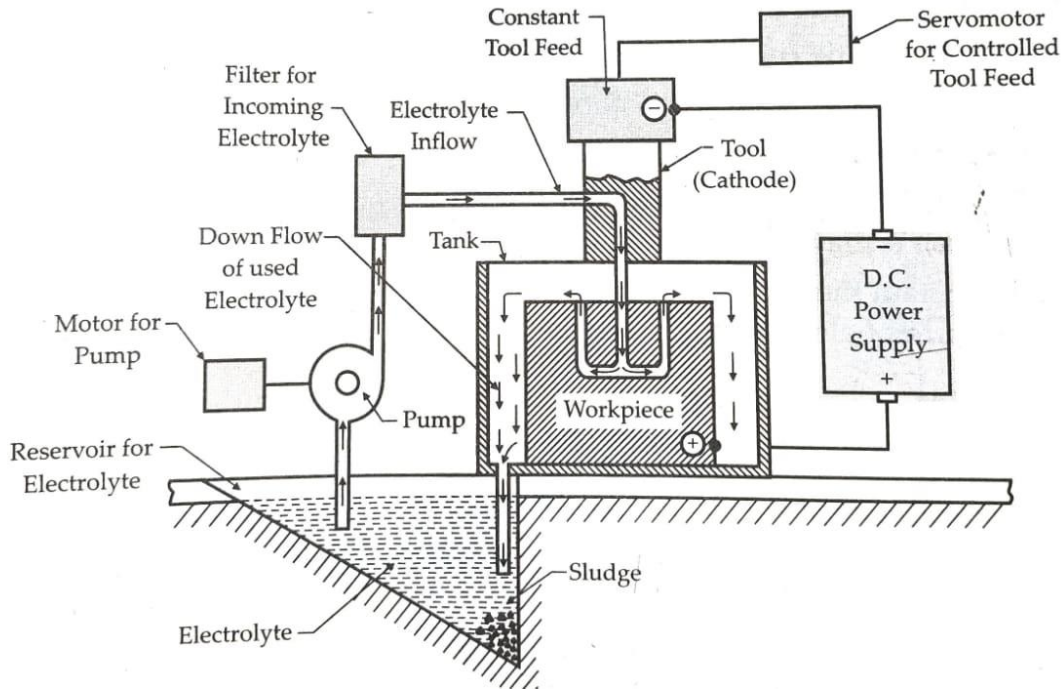 Constant
Tool Feed
Servomotor
for Controlled
Tool Feed
Filter for
Incoming
Electrolyte
Electrolyte
Inflow
−
Tool
(Cathode)
Down Flow
of used
Electrolyte
Tank
−
D.C.
Power
Supply
+
Motor for
Pump
Pump
Workpiece
+
Reservoir for
Electrolyte
Sludge
Electrolyte